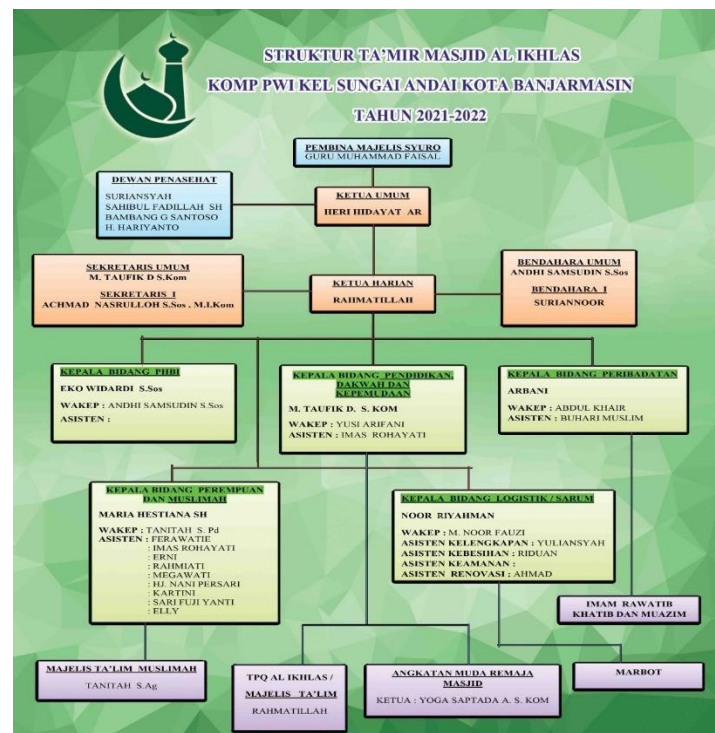 STRUKTUR TA'MIR MASJID AL IKHLAS
KOMP PWI KEL SUNGAI ANDAI KOTA BANJARMASIN
TAHUN 2021-2022
PEMBINA MAJELIS SYURO
GURU MUHAMMAD FAISAL
DEWAN PENASEHAT
SURIANSYAH
SAHIBUL FADILLAH SH
BAMBANG G SANTOSO
H. HARIYANTO
KETUA UMUM
HERI HIDAYAT AR
SEKRETARIS UMUM
M. TAUFIK D S.Kom
SEKRETARIS I
ACHMAD NASRULLOH S.Sos . M.I.Kom
KETUA HARIAN
RAHMATILLAH
BENDAHARA UMUM
ANDHI SAMSUDIN S.Sos
BENDAHARA I
SURIANNOOR
KEPALA BIDANG PHBI
EKO WIDARDI S.Sos
WAKEP : ANDHI SAMSUDIN S.Sos
ASISTEN :
KEPALA BIDANG PENDIDIKAN,
DAKWAH DAN
KEPEMUDAAN
M. TAUFIK D. S. KOM
WAKEP : YUSI ARIFANI
ASISTEN : IMAS ROHAYATI
KEPALA BIDANG PERIBADATAN
ARBANI
WAKEP : ABDUL KHAIR
ASISTEN : BUHARI MUSLIM
KEPALA BIDANG PEREMPUAN
DAN MUSLIMAH
MARIA HESTIANA SH
WAKEP : TANITAH S. Pd
ASISTEN : FERAWATIE
: IMAS ROHAYATI
: ERNI
: RAHMIATI
: MEGAWATI
: HJ. NANI PERSARI
: KARTINI
: SARI FUJI YANTI
: ELLY
KEPALA BIDANG LOGISTIK / SARUM
NOOR RIYAHMAN
WAKEP : M. NOOR FAUZI
ASISTEN KELENGKAPAN : YULIANSYAH
ASISTEN KEBESIHAN : RIDUAN
ASISTEN KEAMANAN :
ASISTEN RENOVASI : AHMAD
IMAM RAWATIB
KHATIB DAN MUAZIM
MAJELIS TA'LIM MUSLIMAH
TANITAH S.Ag
TPQ AL IKHLAS /
MAJELIS TA'LIM
RAHMATILLAH
ANGKATAN MUDA REMAJA
MASJID
KETUA : YOGA SAPTADA A. S. KOM
MARBOT